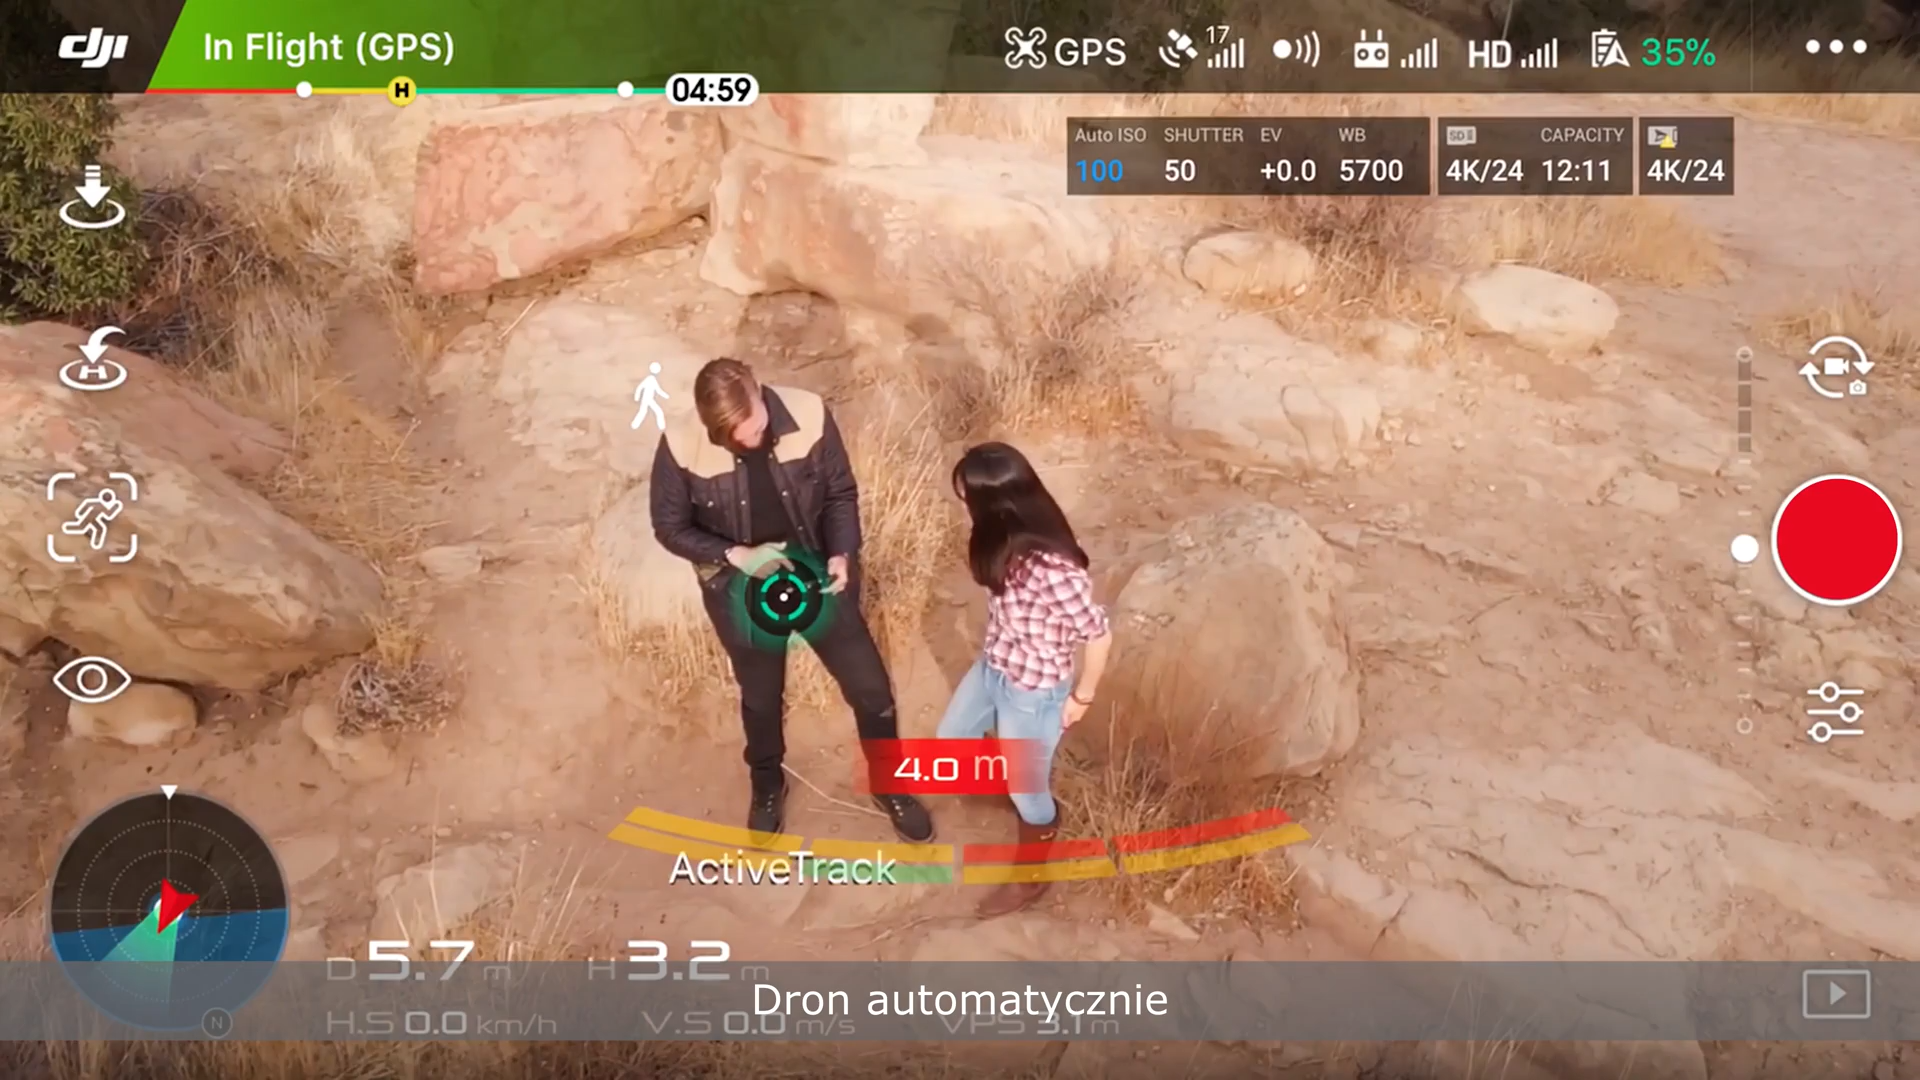 dji In Flight (GPS) GPS 17 HD 35%
H 04:59
Auto ISO SHUTTER EV WB SD CAPACITY
100 50 +0.0 5700 4K/24 12:11 4K/24
H
4.0 m
ActiveTrack
D 5.7 m H 3.2 m
Dron automatycznie
N H.S 0.0 km/h V.S 0.0 m/s VPS 3.1 m